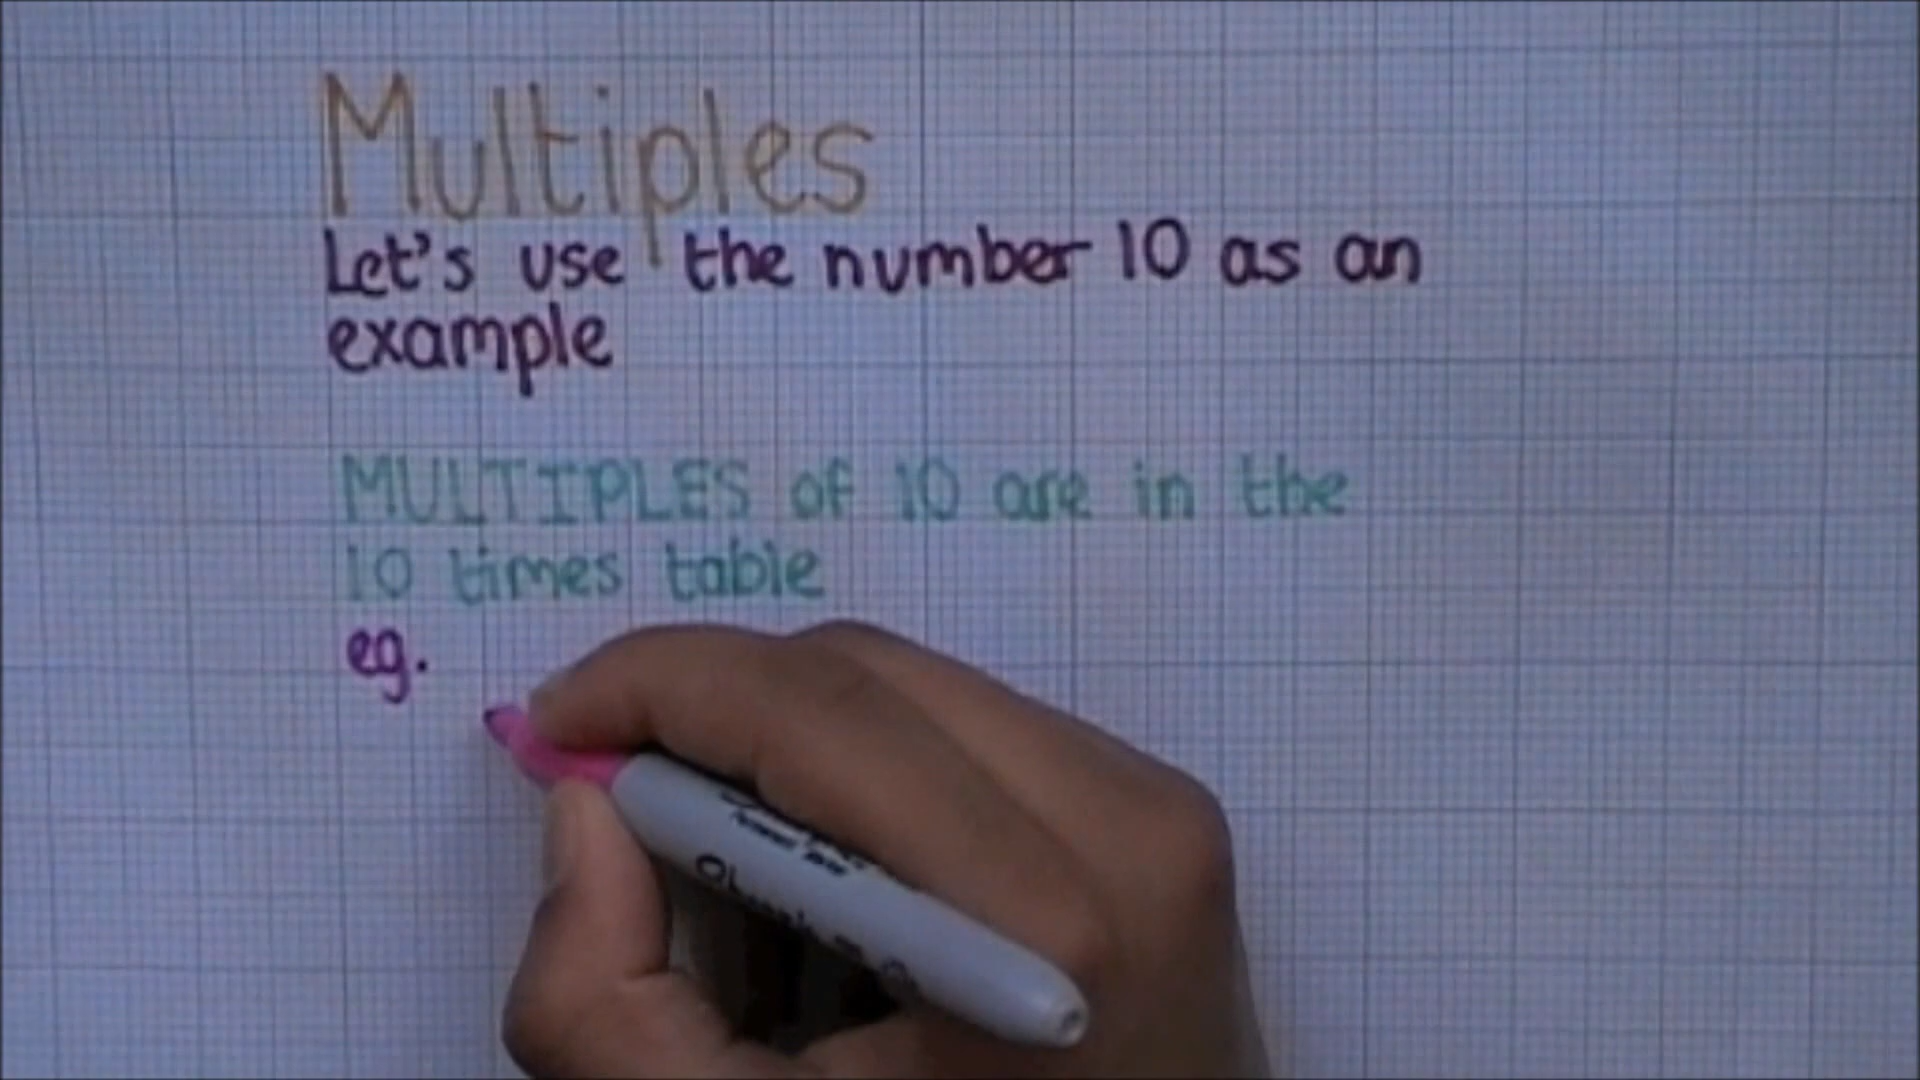 Multiples
Let's use the number 10 as an
example
MULTIPLES of 10 are in the
10 times table
eg.